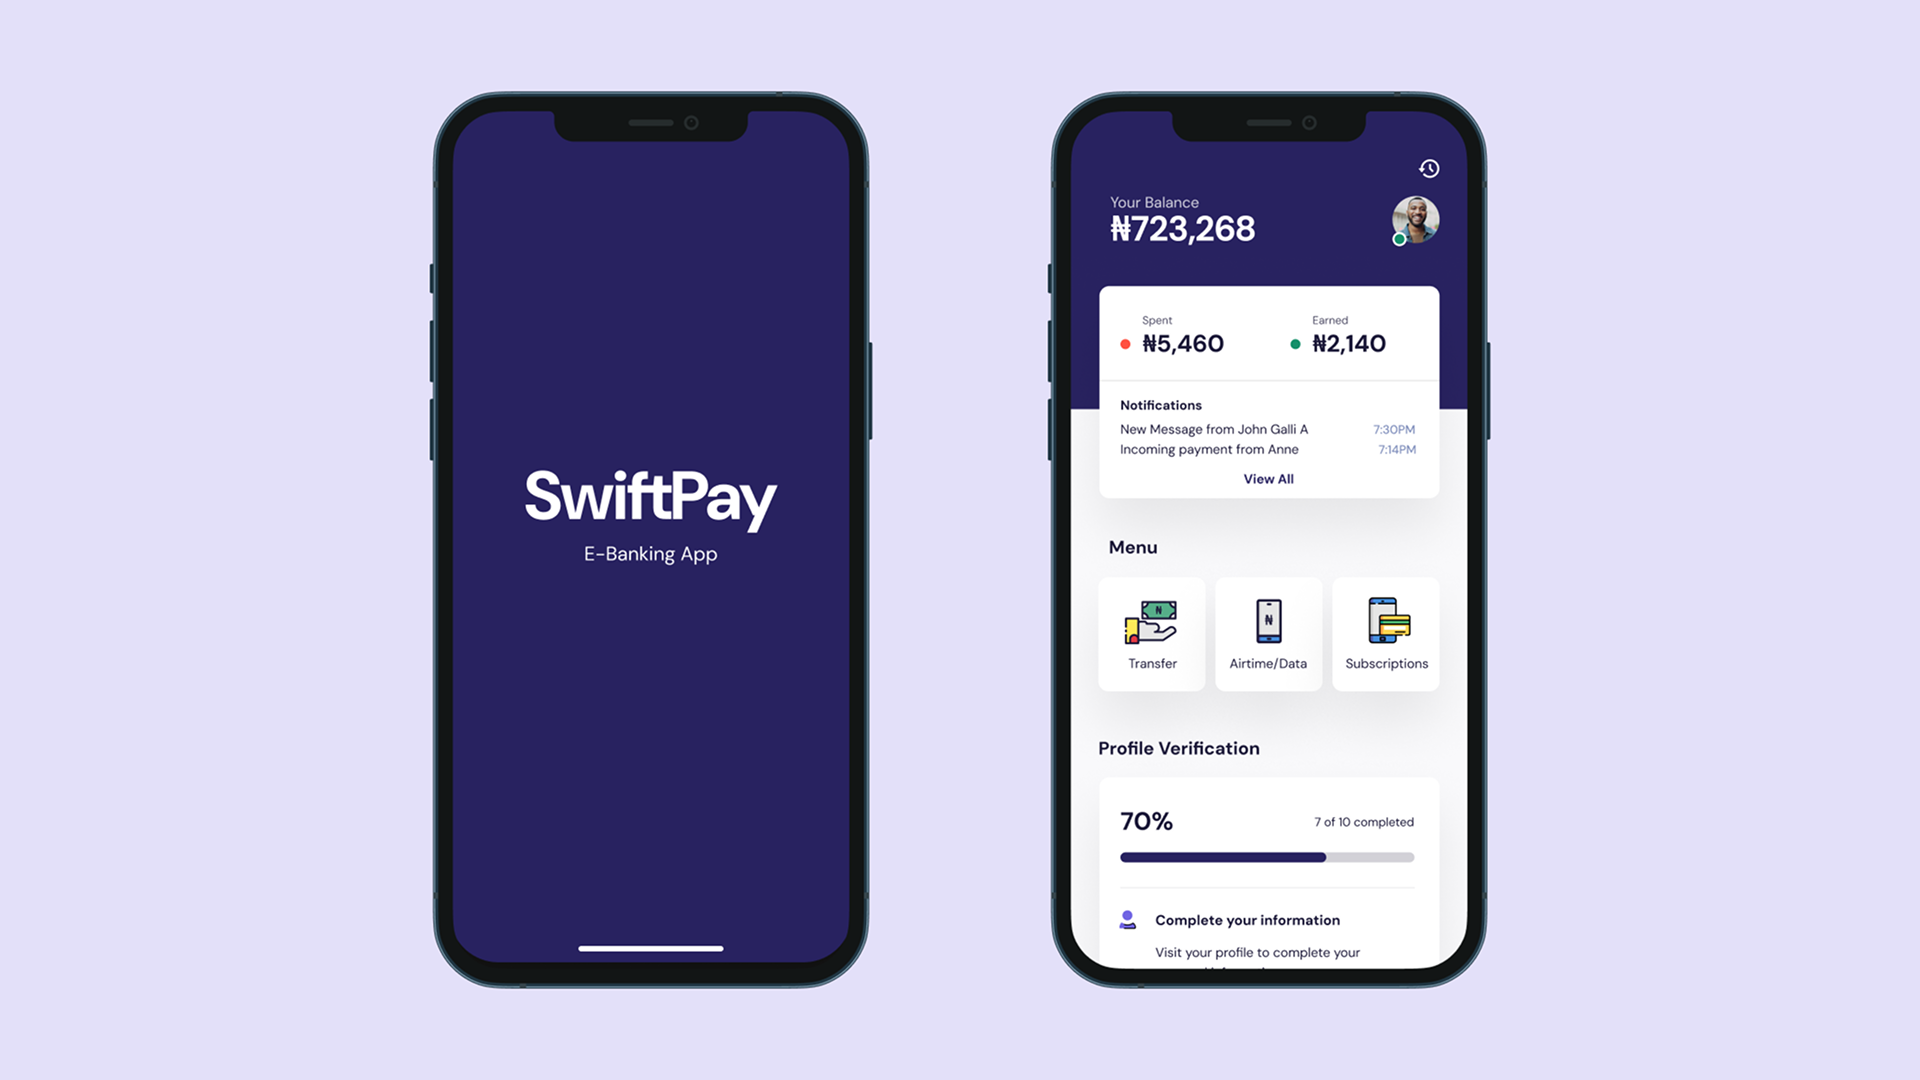 SwiftPay
E-Banking App
Your Balance
₦723,268
Spent
₦5,460
Earned
₦2,140
Notifications
New Message from John Galli A 7:30PM
Incoming payment from Anne 7:14PM
View All
Menu
N
Transfer
N
Airtime/Data
Subscriptions
Profile Verification
70% 7 of 10 completed
Complete your information
Visit your profile to complete your